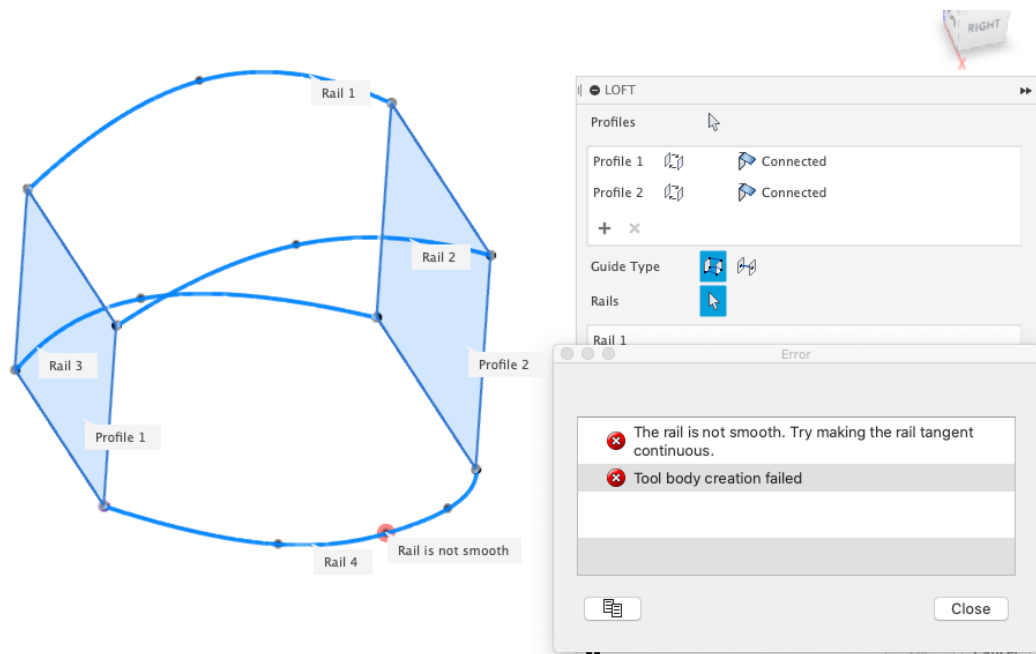 RIGHT
X
LOFT
Profiles
Profile 1 Connected
Profile 2 Connected
Guide Type
Rails
Rail 1
Error
The rail is not smooth. Try making the rail tangent
continuous.
Tool body creation failed
Close
Rail 1
Rail 2
Rail 3
Profile 2
Profile 1
Rail is not smooth
Rail 4